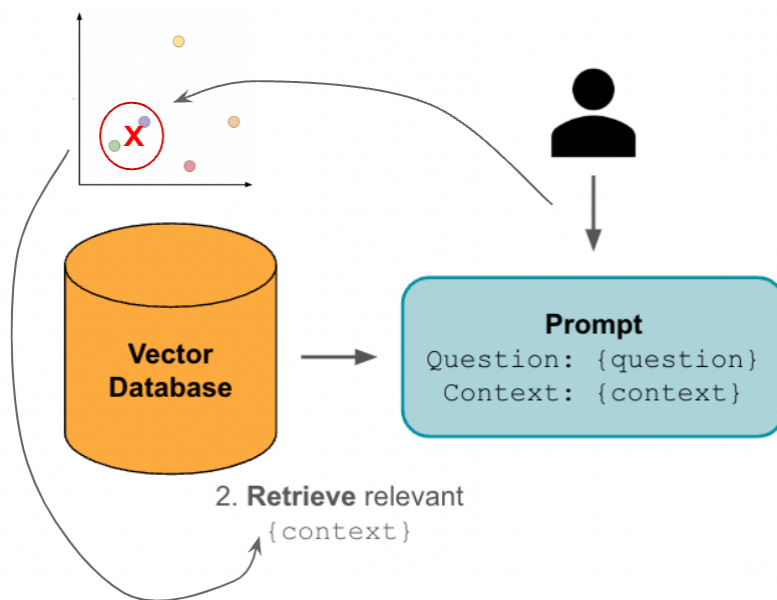 X
Vector
Database
Prompt
Question: {question}
Context: {context}
2. Retrieve relevant
{context}